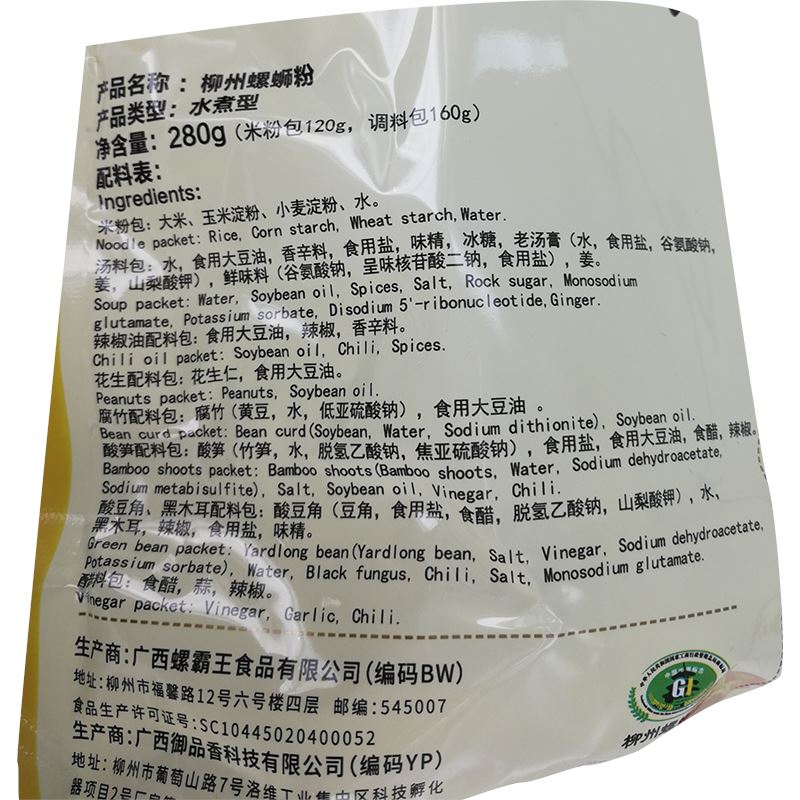 产品名称：柳州螺蛳粉
产品类型：水煮型
净含量：280g（米粉包120g，调料包160g）
配料表：
Ingredients:
米粉包：大米、玉米淀粉、小麦淀粉、水。
Noodle packet: Rice, Corn starch, Wheat starch,Water.
汤料包：水，食用大豆油，香辛料，食用盐，味精，冰糖，老汤膏（水，食用盐，谷氨酸钠，
姜，山梨酸钾），鲜味料（谷氨酸钠，呈味核苷酸二钠，食用盐），姜。
Soup packet: Water, Soybean oil, Spices, Salt, Rock sugar, Monosodium
glutamate, Potassium sorbate, Disodium 5'-ribonucleotide,Ginger.
辣椒油配料包：食用大豆油，辣椒，香辛料。
Chili oil packet: Soybean oil, Chili, Spices.
花生配料包：花生仁，食用大豆油。
Peanuts packet: Peanuts, Soybean oil.
腐竹配料包：腐竹（黄豆，水，低亚硫酸钠），食用大豆油 。
Bean curd packet: Bean curd(Soybean, Water, Sodium dithionite), Soybean oil.
酸笋配料包：酸笋（竹笋，水，脱氢乙酸钠，焦亚硫酸钠），食用盐，食用大豆油，食醋，辣椒。
Bamboo shoots packet: Bamboo shoots(Bamboo shoots, Water, Sodium dehydroacetate,
Sodium metabisulfite), Salt, Soybean oil, Vinegar, Chili.
酸豆角、黑木耳配料包：酸豆角（豆角，食用盐，食醋，脱氢乙酸钠，山梨酸钾），水，
黑木耳，辣椒，食用盐，味精。
Green bean packet: Yardlong bean(Yardlong bean, Salt, Vinegar, Sodium dehydroacetate,
Potassium sorbate), Water, Black fungus, Chili, Salt, Monosodium glutamate.
醋料包：食醋，蒜，辣椒。
Vinegar packet: Vinegar, Garlic, Chili.
生产商：广西螺霸王食品有限公司（编码BW）
地址：柳州市福馨路12号六号楼四层 邮编：545007
食品生产许可证号：SC10445020400052
生产商：广西御品香科技有限公司（编码YP）
地址：柳州市葡萄山路7号洛维工业集中区科技孵化
器项目2号厂房
GI
柳州螺